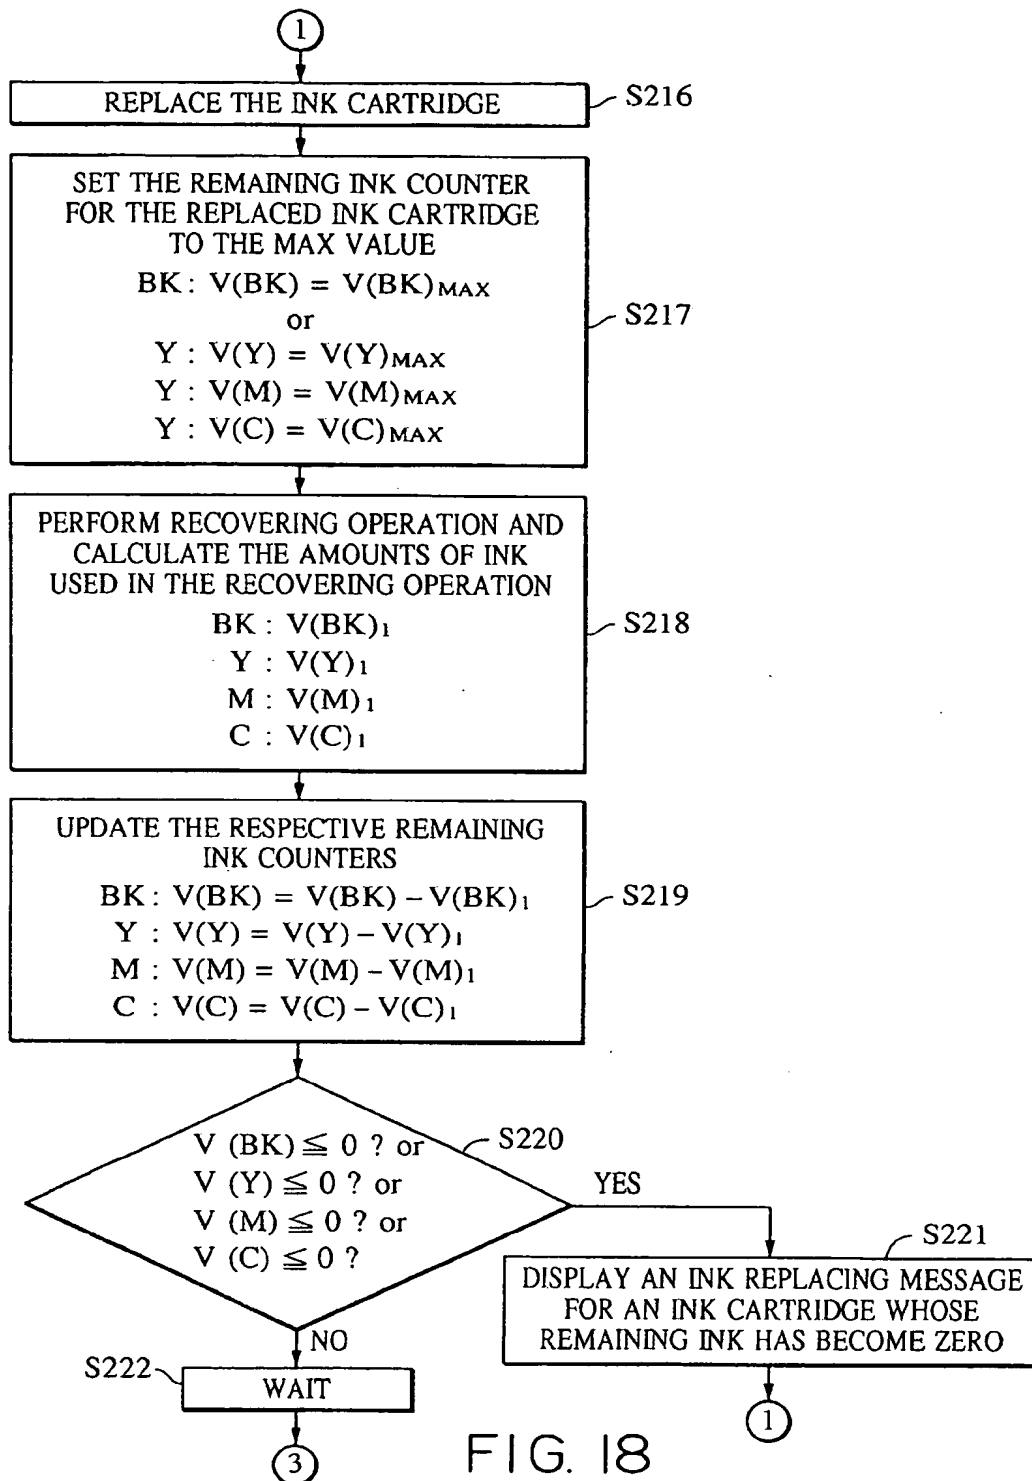 1
REPLACE THE INK CARTRIDGE
S216
SET THE REMAINING INK COUNTER
FOR THE REPLACED INK CARTRIDGE
TO THE MAX VALUE
BK : V(BK) = V(BK)MAX
or
Y : V(Y) = V(Y)MAX
Y : V(M) = V(M)MAX
Y : V(C) = V(C)MAX
S217
PERFORM RECOVERING OPERATION AND
CALCULATE THE AMOUNTS OF INK
USED IN THE RECOVERING OPERATION
BK : V(BK)1
Y : V(Y)1
M : V(M)1
C : V(C)1
S218
UPDATE THE RESPECTIVE REMAINING
INK COUNTERS
BK : V(BK) = V(BK) – V(BK)1
Y : V(Y) = V(Y) – V(Y)1
M : V(M) = V(M) – V(M)1
C : V(C) = V(C) – V(C)1
S219
V (BK) ≦ 0 ? or
V (Y) ≦ 0 ? or
V (M) ≦ 0 ? or
V (C) ≦ 0 ?
S220
YES
S221
DISPLAY AN INK REPLACING MESSAGE
FOR AN INK CARTRIDGE WHOSE
REMAINING INK HAS BECOME ZERO
1
NO
S222
WAIT
3
FIG. 18